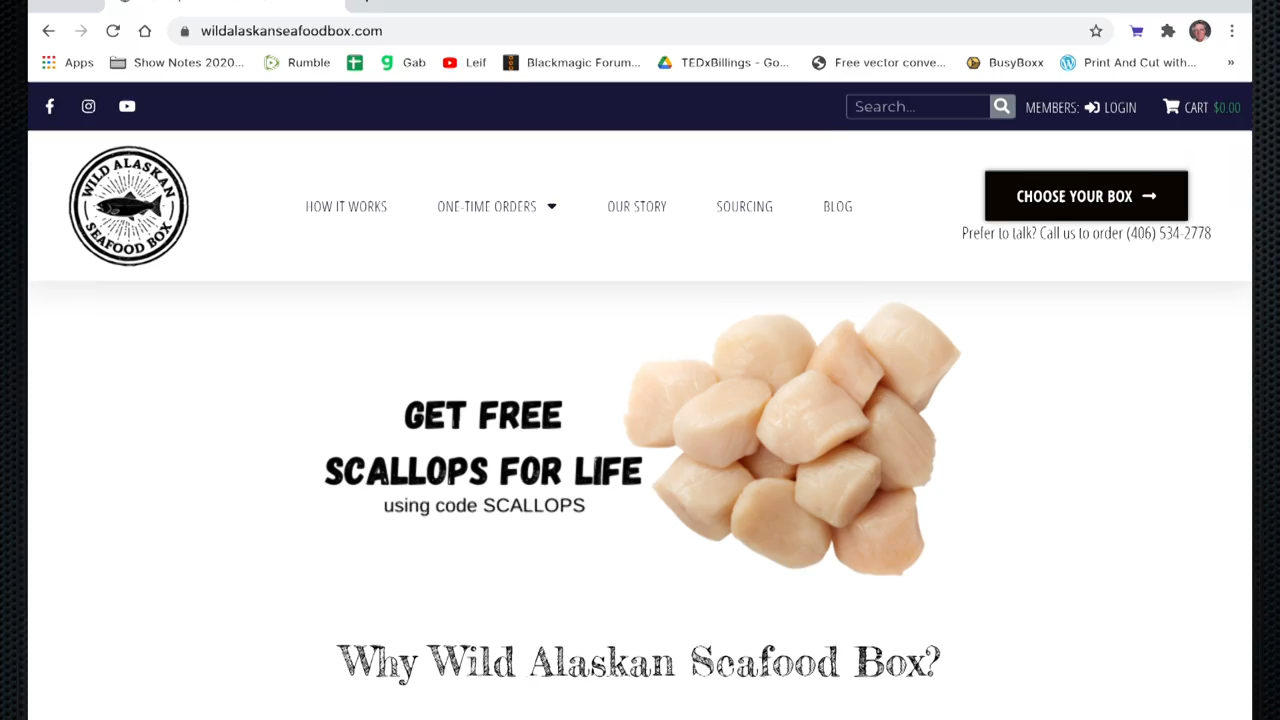 wildalaskanseafoodbox.com
Apps Show Notes 2020... Rumble Gab Leif Blackmagic Forum... TEDxBillings - Go... Free vector conve... BusyBoxx Print And Cut with... »
Search... MEMBERS: LOGIN CART $0.00
WILD ALASKAN
SEAFOOD BOX
HOW IT WORKS ONE-TIME ORDERS OUR STORY SOURCING BLOG
CHOOSE YOUR BOX →
Prefer to talk? Call us to order (406) 534-2778
GET FREE
SCALLOPS FOR LIFE
using code SCALLOPS
Why Wild Alaskan Seafood Box?